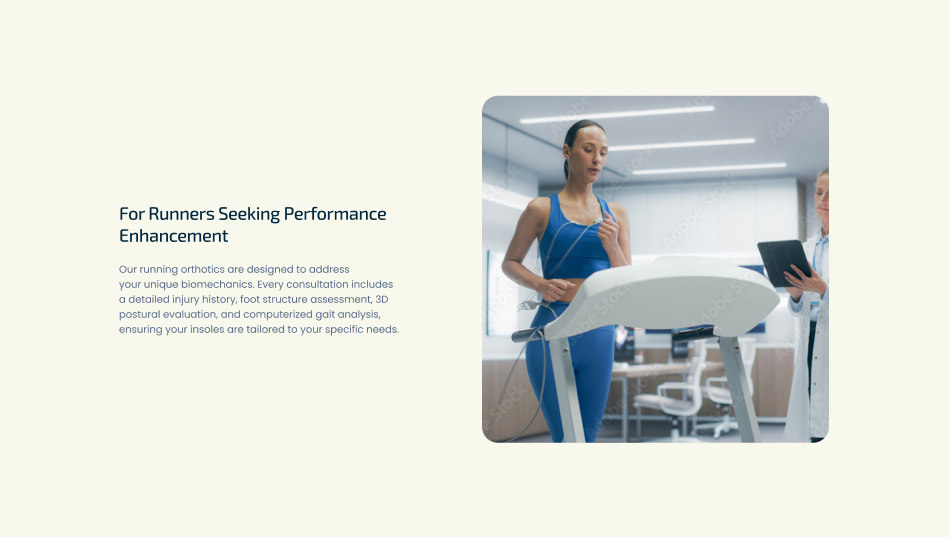 For Runners Seeking Performance
Enhancement
Our running orthotics are designed to address
your unique biomechanics. Every consultation includes
a detailed injury history, foot structure assessment, 3D
postural evaluation, and computerized gait analysis,
ensuring your insoles are tailored to your specific needs.
Adobe Stock